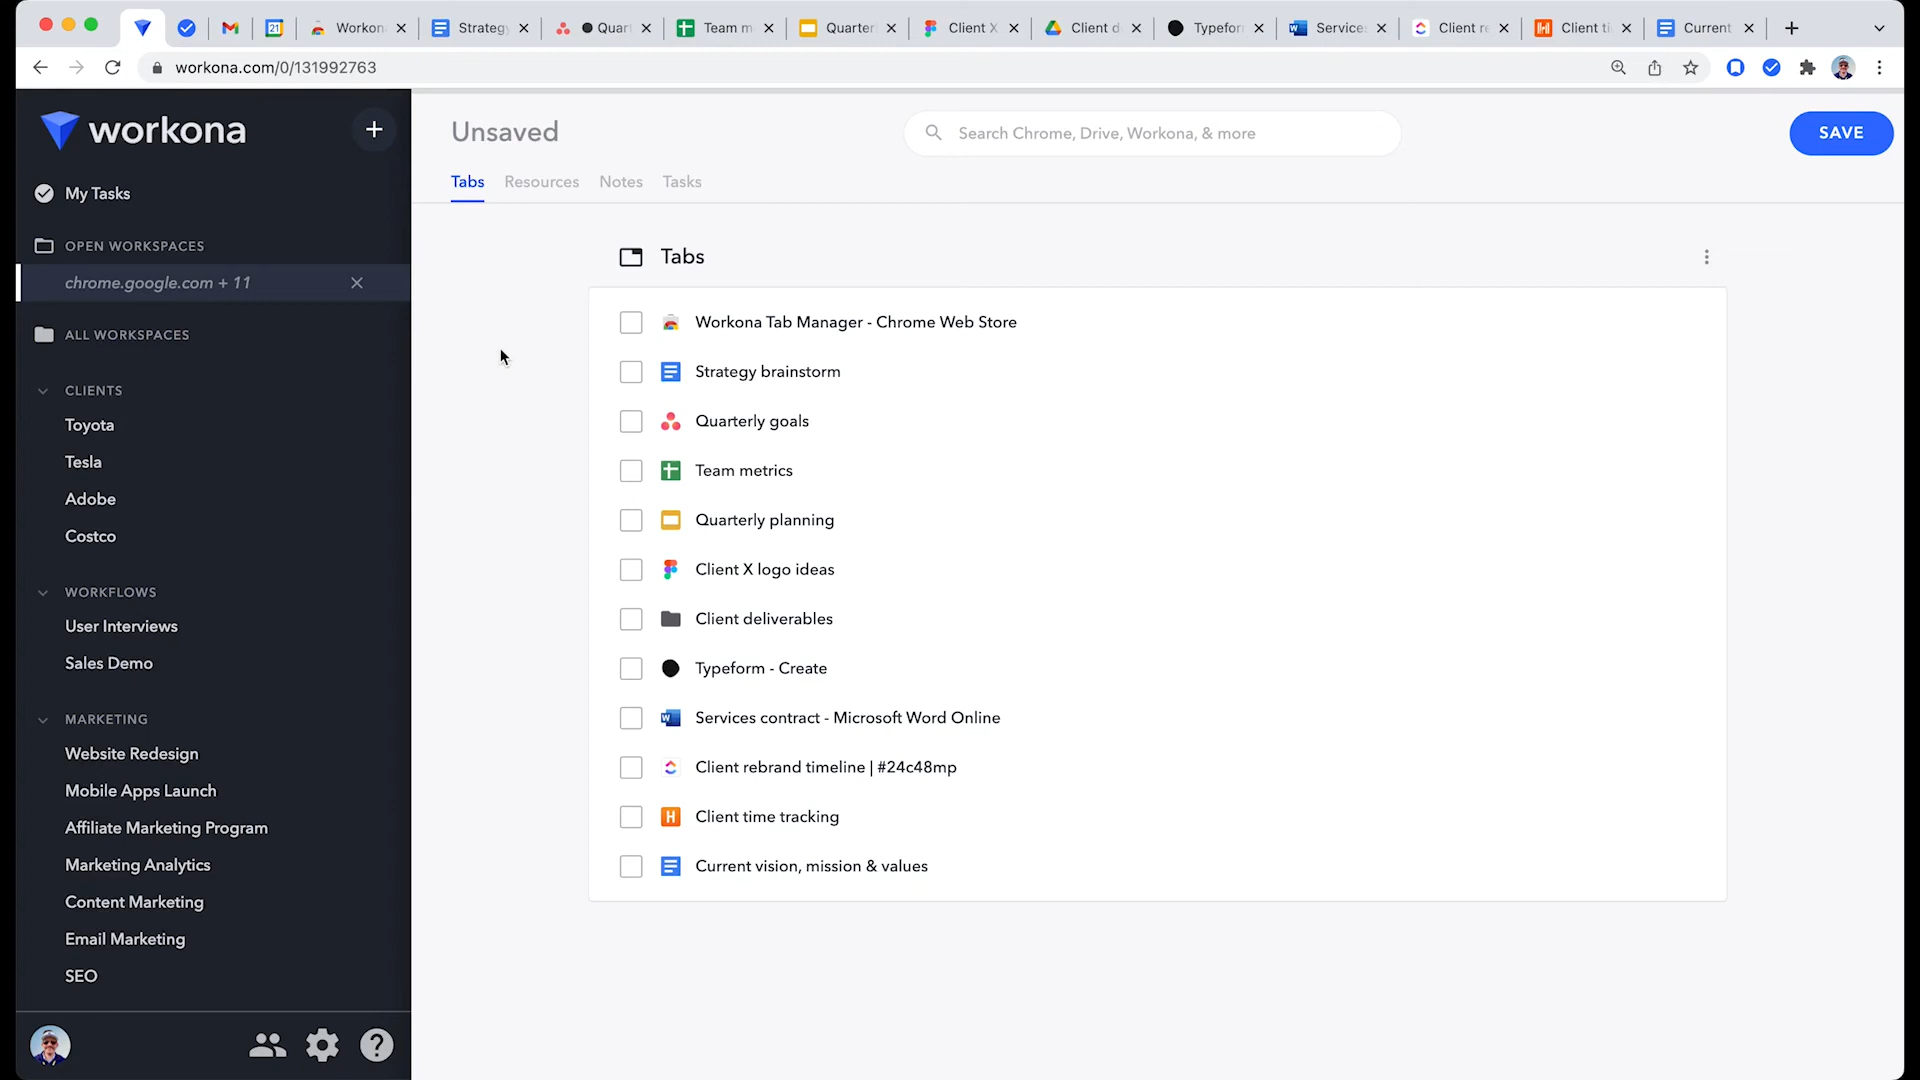 Workon
Strategy
Quart
Team m
Quarter
Client X
Client d
Typefor
Services
Client re
Client ti
Current
workona.com/0/131992763
workona
Unsaved
Search Chrome, Drive, Workona, & more
SAVE
My Tasks
Tabs
Resources
Notes
Tasks
OPEN WORKSPACES
chrome.google.com + 11
Tabs
ALL WORKSPACES
Workona Tab Manager - Chrome Web Store
Strategy brainstorm
Quarterly goals
Team metrics
Quarterly planning
Client X logo ideas
Client deliverables
Typeform - Create
Services contract - Microsoft Word Online
Client rebrand timeline | #24c48mp
Client time tracking
Current vision, mission & values
CLIENTS
Toyota
Tesla
Adobe
Costco
WORKFLOWS
User Interviews
Sales Demo
MARKETING
Website Redesign
Mobile Apps Launch
Affiliate Marketing Program
Marketing Analytics
Content Marketing
Email Marketing
SEO